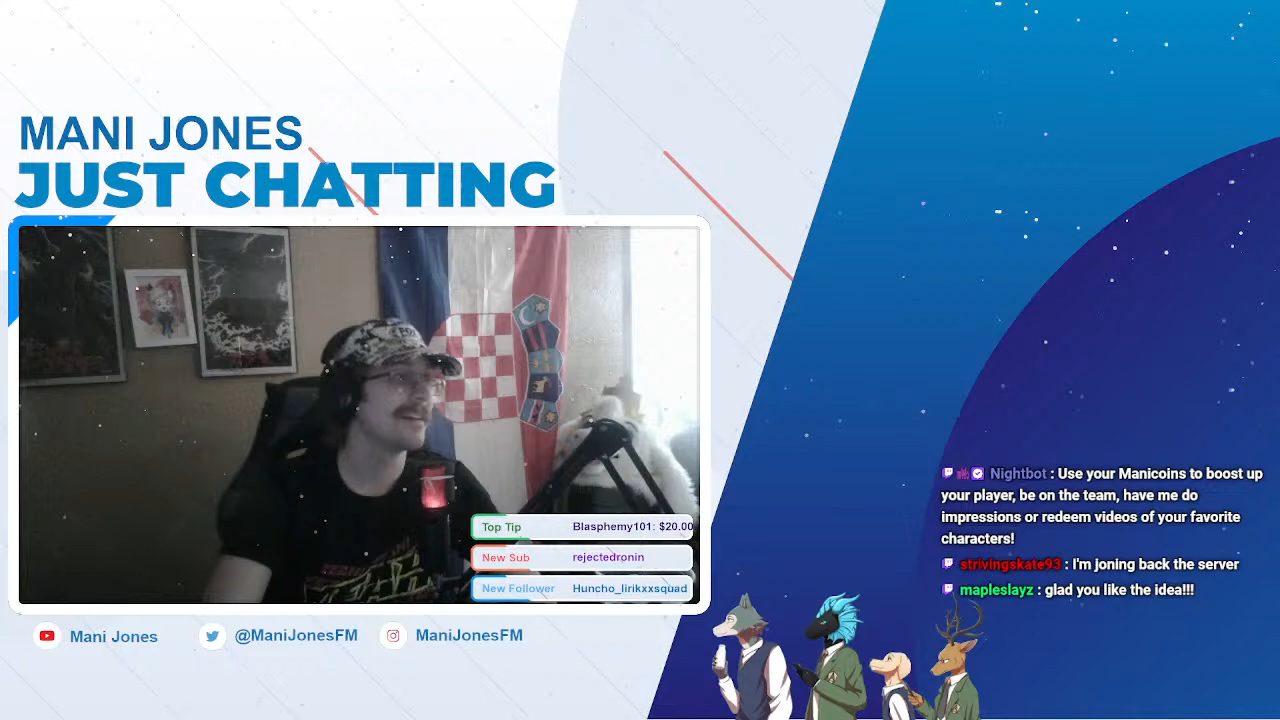 MANI JONES
JUST CHATTING
Top Tip Blasphemy101: $20.00
New Sub rejectedronin
New Follower Huncho_lirikxxsquad
Mani Jones @ManiJonesFM ManiJonesFM
Nightbot : Use your Manicoins to boost up
your player, be on the team, have me do
impressions or redeem videos of your favorite
characters!
strivingskate93 : I'm joning back the server
mapleslayz : glad you like the idea!!!